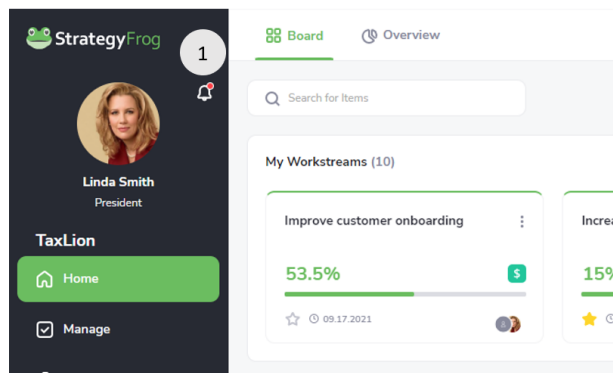 StrategyFrog
1
Linda Smith
President
TaxLion
Home
Manage
Board
Overview
Search for Items
My Workstreams (10)
Improve customer onboarding
53.5%
$
09.17.2021
Increa
15%